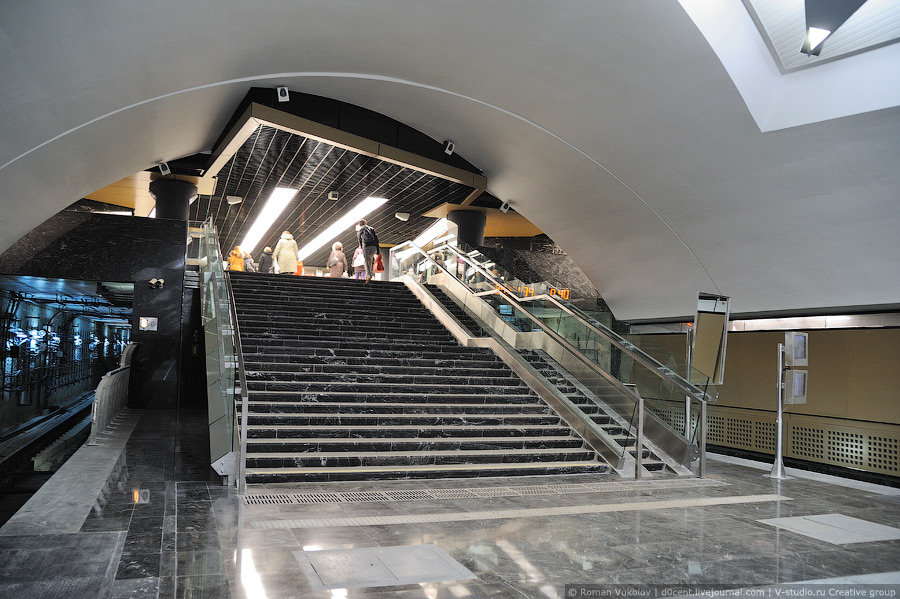 © Roman Vukolov | d0cent.livejournal.com | V-studio.ru Creative group